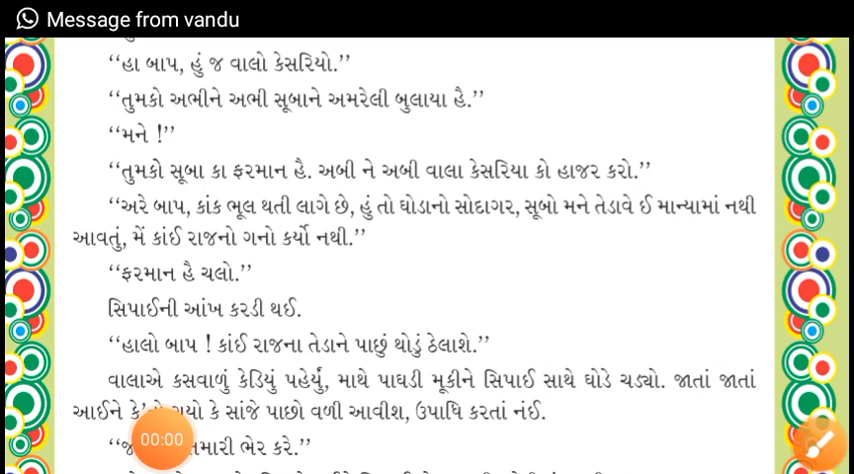 Message from vandu
‘‘હા બાપ, હું જ વાલો કેસરિયો.’’
‘‘તુમકો અભીને અભી સૂબાને અમરેલી બુલાયા હૈ.’’
‘‘મને !’’
‘‘તુમકો સૂબા કા ફરમાન હૈ. અબી ને અબી વાલા કેસરિયા કો હાજર કરો.’’
‘‘અરે બાપ, કાંક ભૂલ થતી લાગે છે, હું તો ઘોડાનો સોદાગર, સૂબો મને તેડાવે ઈ માન્યામાં નથી
આવતું, મેં કાંઈ રાજનો ગનો કર્યો નથી.’’
‘‘ફરમાન હૈ ચલો.’’
સિપાઈની આંખ કરડી થઈ.
‘‘હાલો બાપ ! કાંઈ રાજના તેડાને પાછું થોડું ઠેલાશે.’’
વાલાએ કસવાળું કેડિયું પહેર્યું, માથે પાઘડી મૂકીને સિપાઈ સાથે ઘોડે ચડ્યો. જાતાં જાતાં
આઈને કે’તો ગયો કે સાંજે પાછો વળી આવીશ, ઉપાધિ કરતાં નંઈ.
તમારી ભેર કરે.’’
00:00